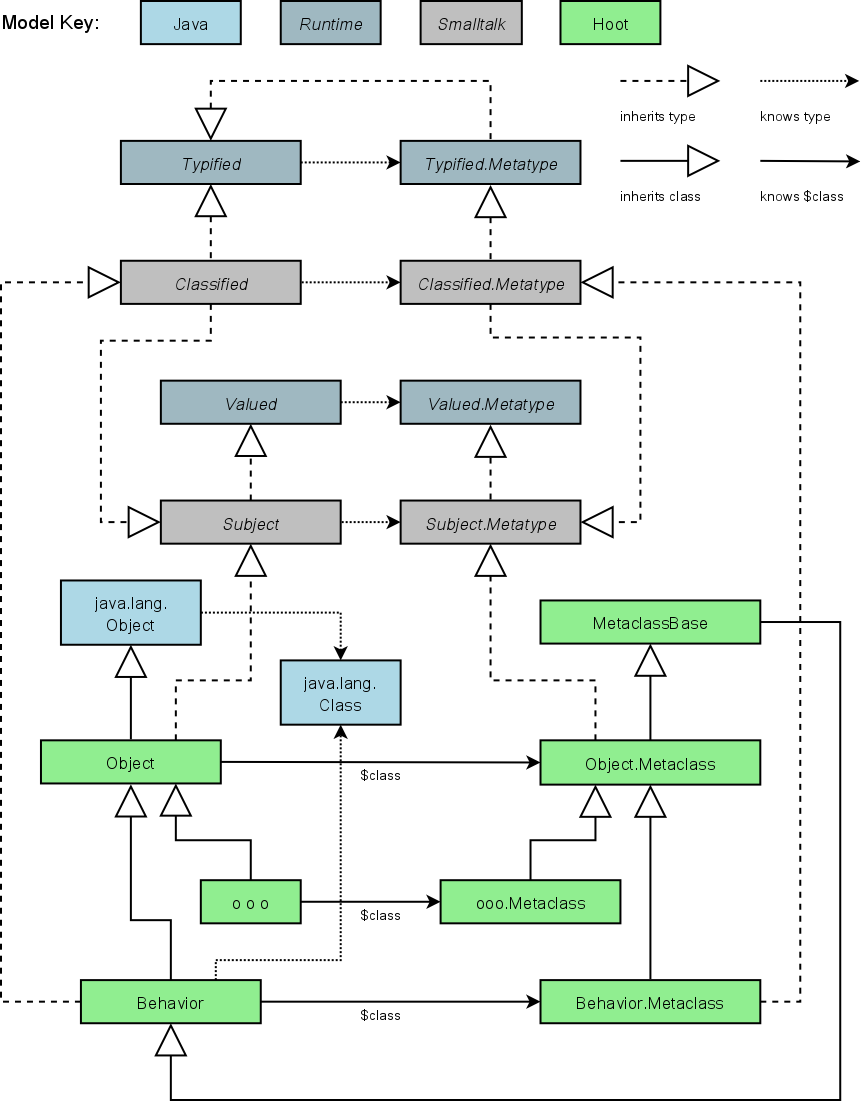 Model Key:
Java
Runtime
Smalltalk
Hoot
inherits type
knows type
inherits class
knows $class
Typified
Typified.Metatype
Classified
Classified.Metatype
Valued
Valued.Metatype
Subject
Subject.Metatype
java.lang.
Object
MetaclassBase
java.lang.
Class
Object
$class
Object.Metaclass
o o o
$class
ooo.Metaclass
Behavior
$class
Behavior.Metaclass